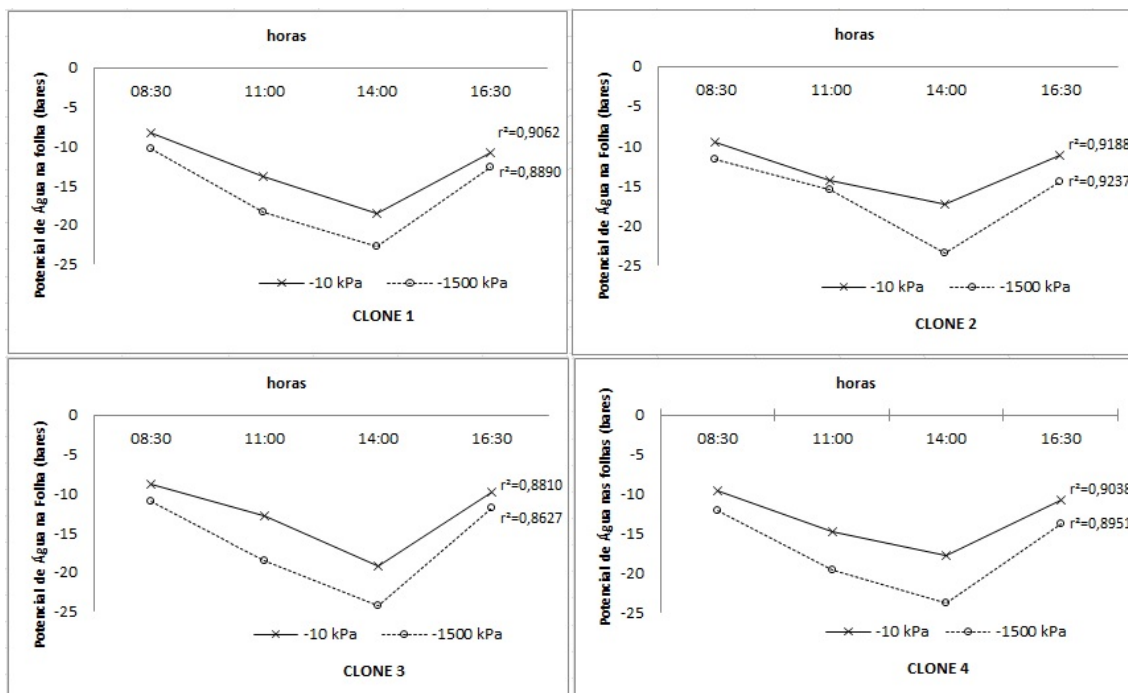 horas
Potencial de Água na folha (bares)
0
-5
-10
-15
-20
-25
08:30
11:00
14:00
16:30
r²=0,9062
r²=0,8890
-10 kPa
-1500 kPa
CLONE 1
horas
Potencial de Água na Folha (bares)
0
-5
-10
-15
-20
-25
08:30
11:00
14:00
16:30
r²=0,9188
r²=0,9237
-10 kPa
-1500 kPa
CLONE 2
horas
Potencial de Água na Folha (bares)
0
-5
-10
-15
-20
-25
08:30
11:00
14:00
16:30
r²=0,8810
r²=0,8627
-10 kPa
-1500 kPa
CLONE 3
horas
Potencial de Água nas folhas (bares)
0
-5
-10
-15
-20
-25
08:30
11:00
14:00
16:30
r²=0,9038
r²=0,8951
-10 kPa
-1500 kPa
CLONE 4